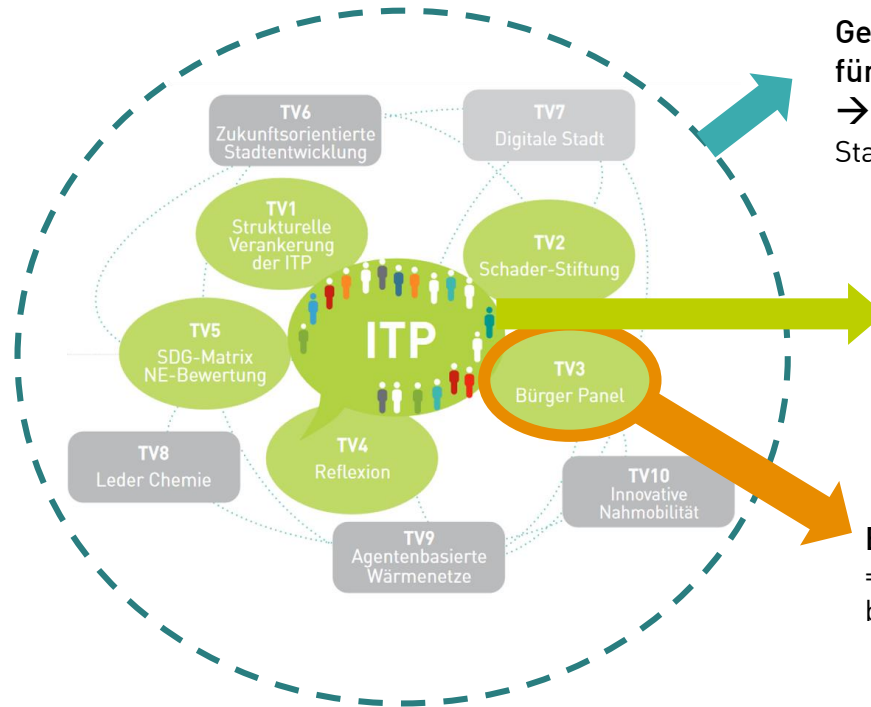 Ge
für
→
Sta
TV6
Zukunftsorientierte
Stadtentwicklung
TV7
Digitale Stadt
TV1
Strukturelle
Verankerung
der ITP
TV2
Schader-Stiftung
ITP
TV5
SDG-Matrix
NE-Bewertung
TV3
Bürger Panel
TV4
Reflexion
TV8
Leder Chemie
TV10
Innovative
Nahmobilität
TV9
Agentenbasierte
Wärmenetze